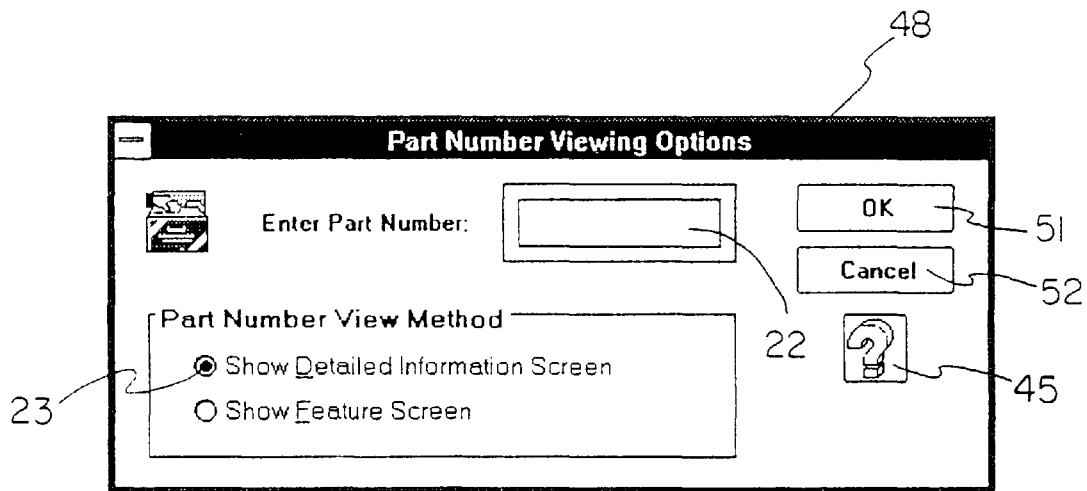 48
Part Number Viewing Options
Enter Part Number:
OK
51
Cancel
52
22
45
Part Number View Method
Show Detailed Information Screen
23
Show Feature Screen